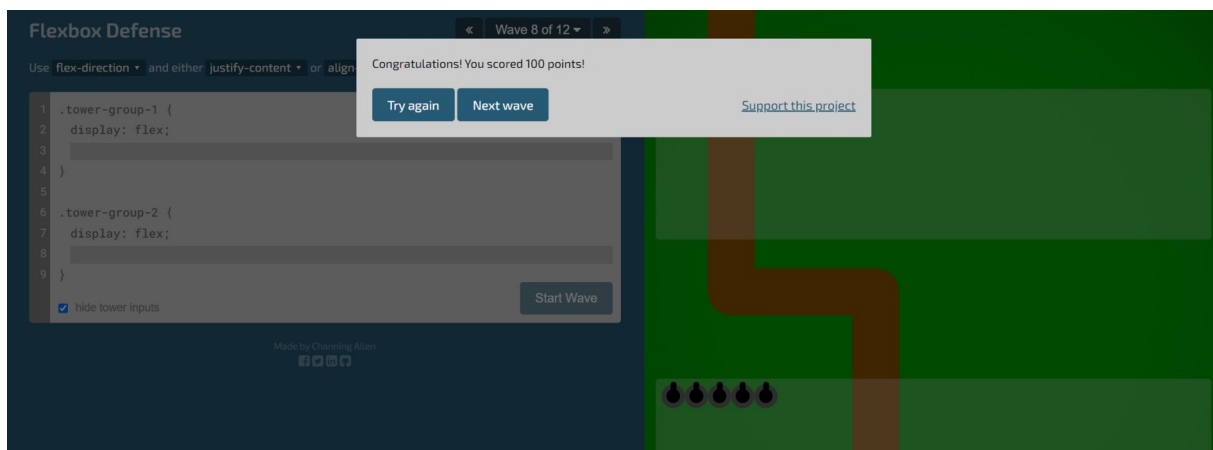 Flexbox Defense
« Wave 8 of 12 »
Use flex-direction and either justify-content or align-
Congratulations! You scored 100 points!
Try again Next wave Support this project
1 .tower-group-1 {
2 display: flex;
3
4 }
5
6 .tower-group-2 {
7 display: flex;
8
9 }
hide tower inputs
Start Wave
Made by Channing Allen